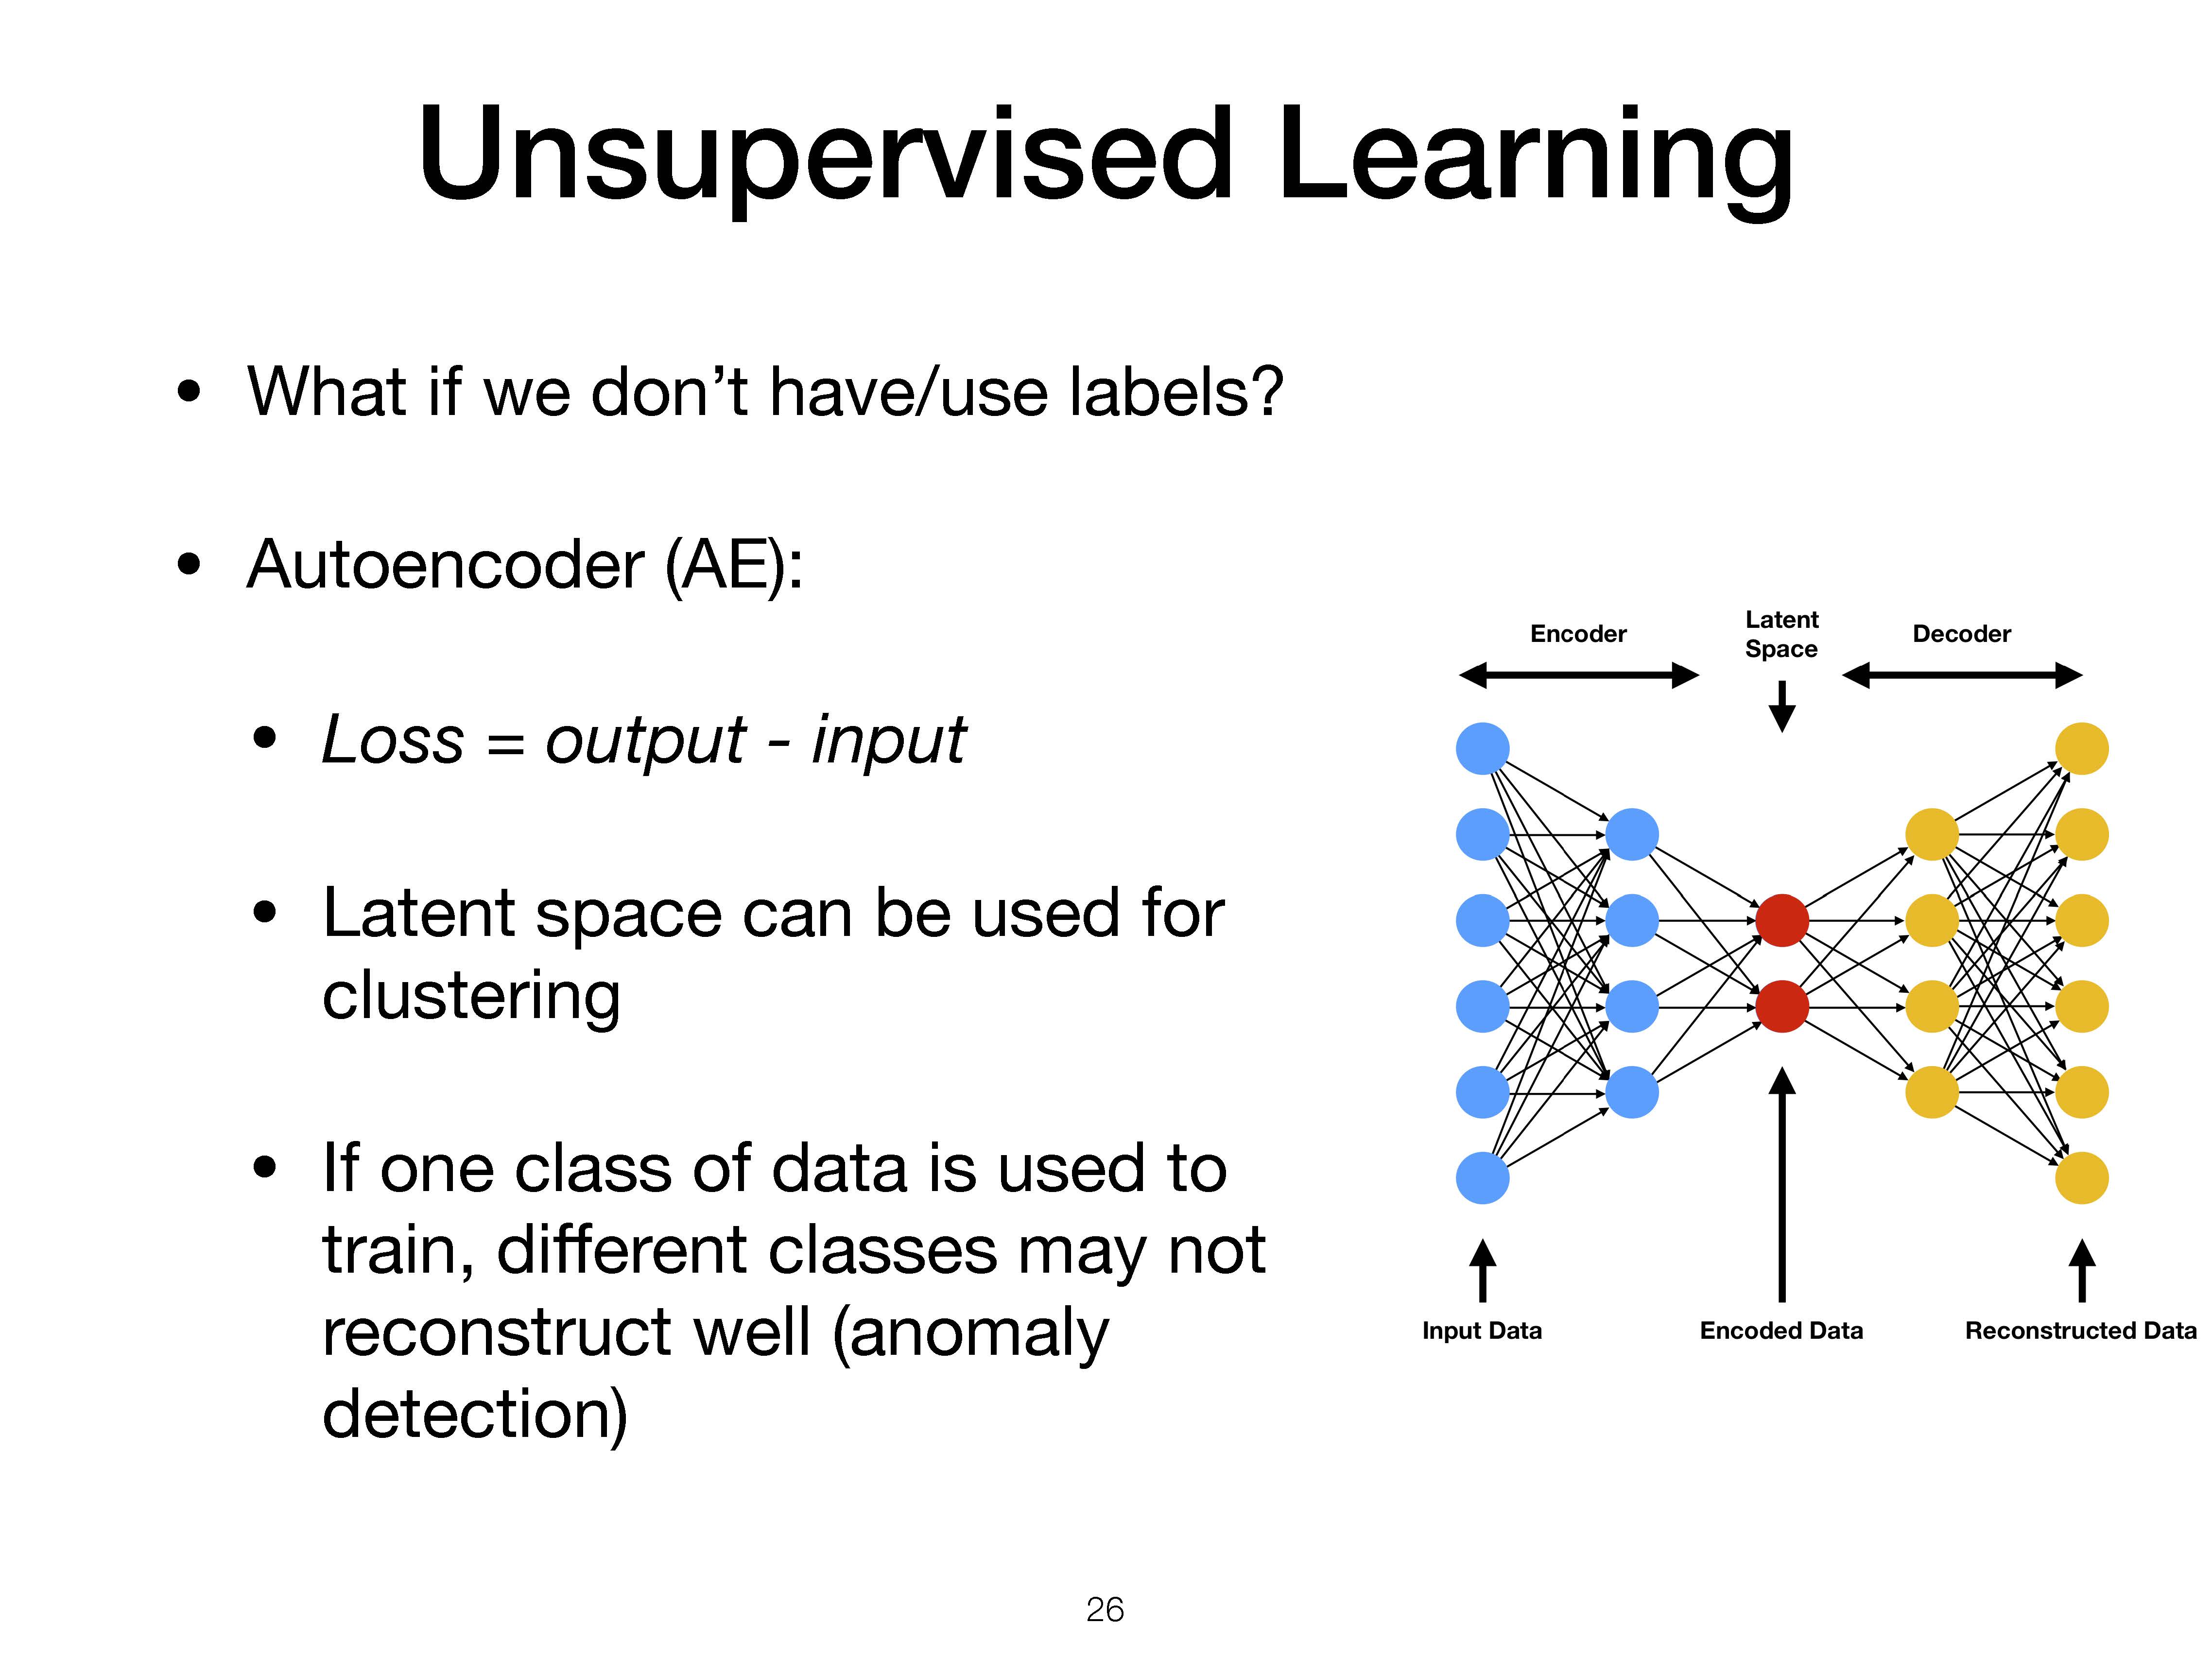 Unsupervised Learning
• What if we don’t have/use labels?
• Autoencoder (AE):
• Loss = output - input
• Latent space can be used for
clustering
• If one class of data is used to
train, different classes may not
reconstruct well (anomaly
detection)
Encoder
Latent
Space
Decoder
Input Data
Encoded Data
Reconstructed Data
26